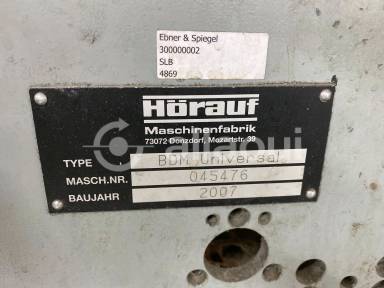 Ebner & Spiegel
300000002
SLB
4869
Hörauf
Maschinenfabrik
73072 Donzdorf, Mozartstr. 39
TYPE BDM Universal
MASCH.NR. 045476
BAUJAHR 2007